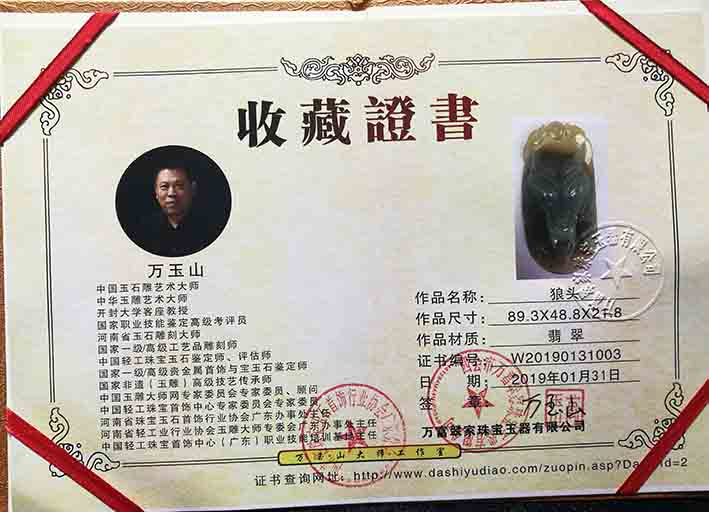 收藏證書
万玉山
中国玉石雕艺术大师
中华玉雕艺术大师
开封大学客座教授
国家职业技能鉴定高级考评员
河南省玉石雕刻大师
国家一级/高级工艺品雕刻师
中国轻工珠宝玉石鉴定师、评估师
国家一级/高级贵金属首饰与宝玉石鉴定师
国家非遗（玉雕）高级技艺传承师
中国玉雕大师网专家委员会专家委员、顾问
中国轻工珠宝首饰中心专家委员会专家委员
河南省珠宝玉石首饰行业协会广东办事处主任
河南省轻工业行业协会玉雕大师专委会广东办事处主任
中国轻工珠宝首饰中心（广东）职业技能培训基地主任
作品名称：狼头
作品尺寸：89.3X48.8X21.8
作品材质：翡翠
证书编号：W20190131003
日期：2019年01月31日
签章：万玉山
万富缘索珠宝玉器有限公司
万玉山大师工作室
证书查询网址：http://www.dashiyudiao.com/zuopin.asp?